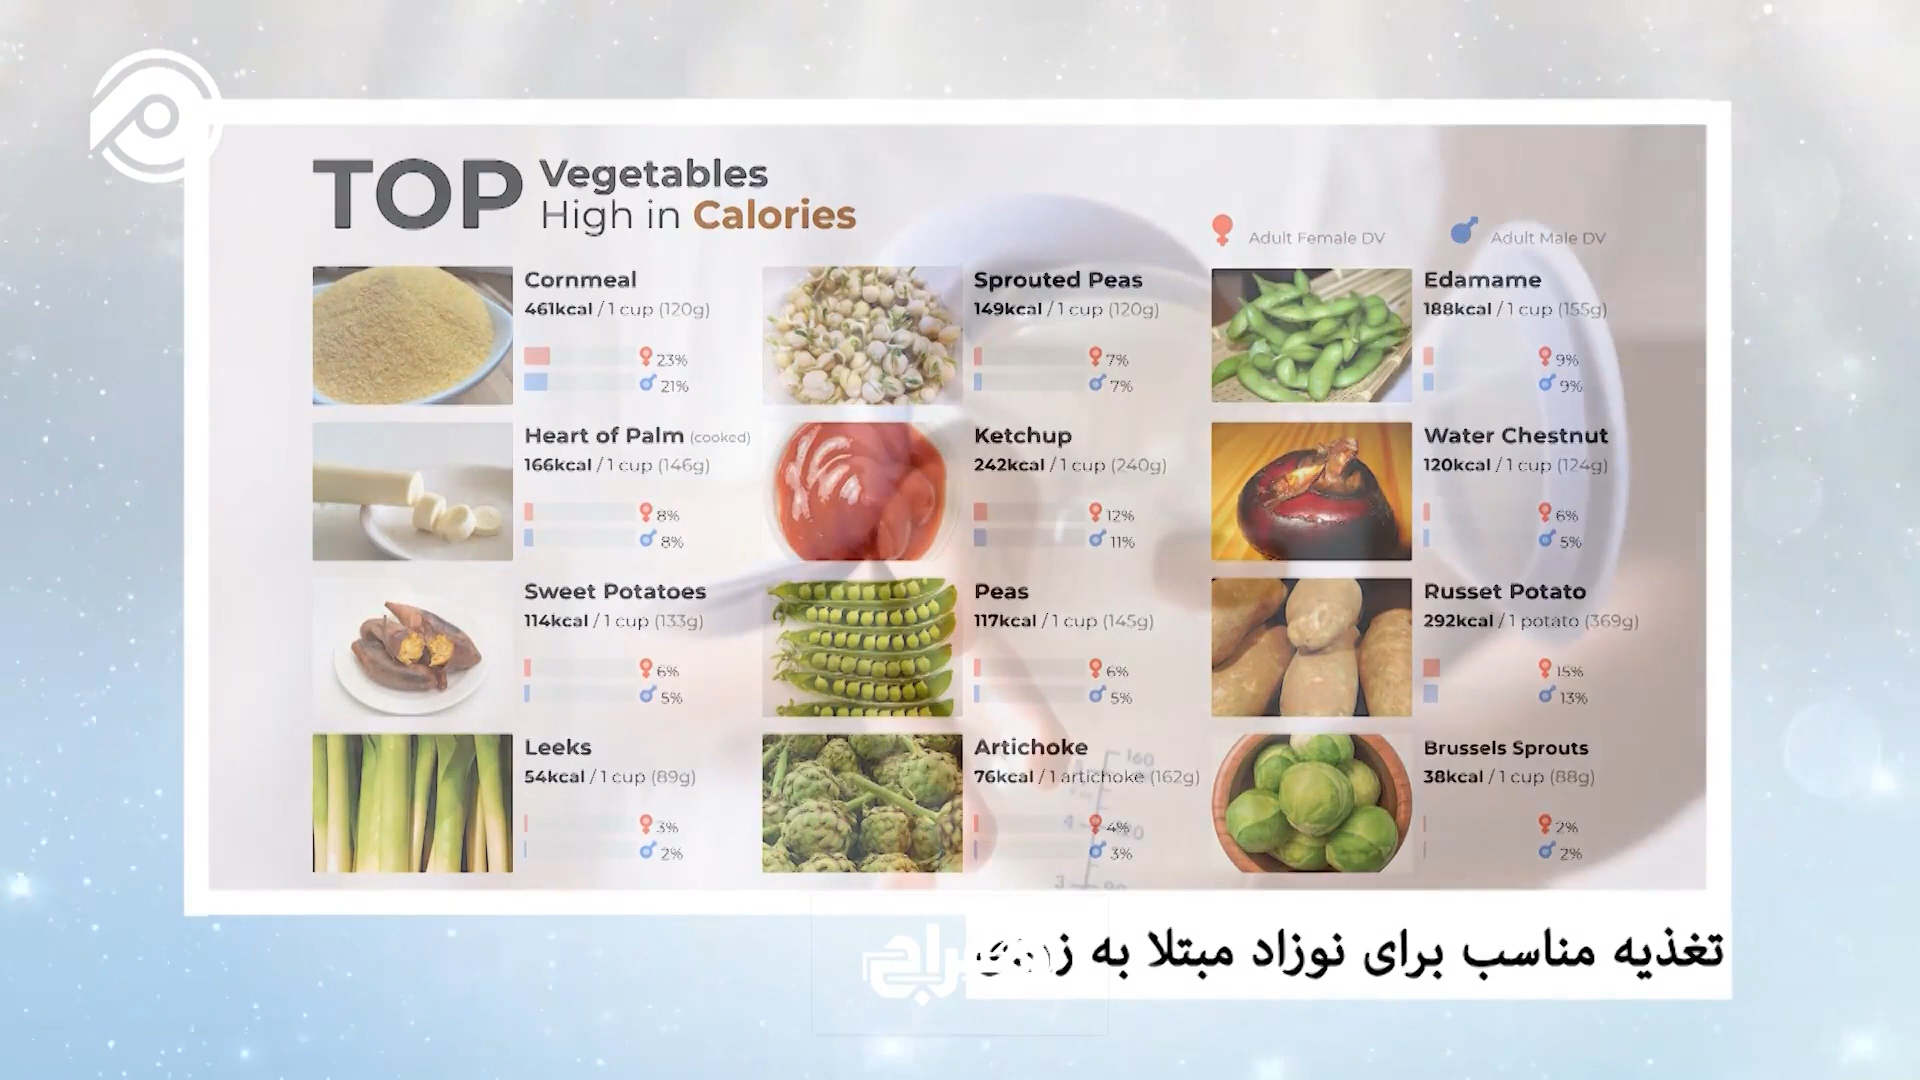 TOP Vegetables
High in Calories
Adult Female DV
Adult Male DV
Cornmeal
461kcal / 1 cup (120g)
23%
21%
Sprouted Peas
149kcal / 1 cup (120g)
7%
7%
Edamame
188kcal / 1 cup (155g)
9%
9%
Heart of Palm (cooked)
166kcal / 1 cup (146g)
8%
8%
Ketchup
242kcal / 1 cup (240g)
12%
11%
Water Chestnut
120kcal / 1 cup (124g)
6%
5%
Sweet Potatoes
114kcal / 1 cup (133g)
6%
5%
Peas
117kcal / 1 cup (145g)
6%
5%
Russet Potato
292kcal / 1 potato (369g)
15%
13%
Leeks
54kcal / 1 cup (89g)
3%
2%
Artichoke
76kcal / 1 artichoke (162g)
4%
3%
Brussels Sprouts
38kcal / 1 cup (88g)
2%
2%
160
4
3
تغذیه مناسب برای نوزاد مبتلا به